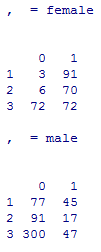 , = female
0 1
1 3 91
2 6 70
3 72 72
, = male
0 1
1 77 45
2 91 17
3 300 47